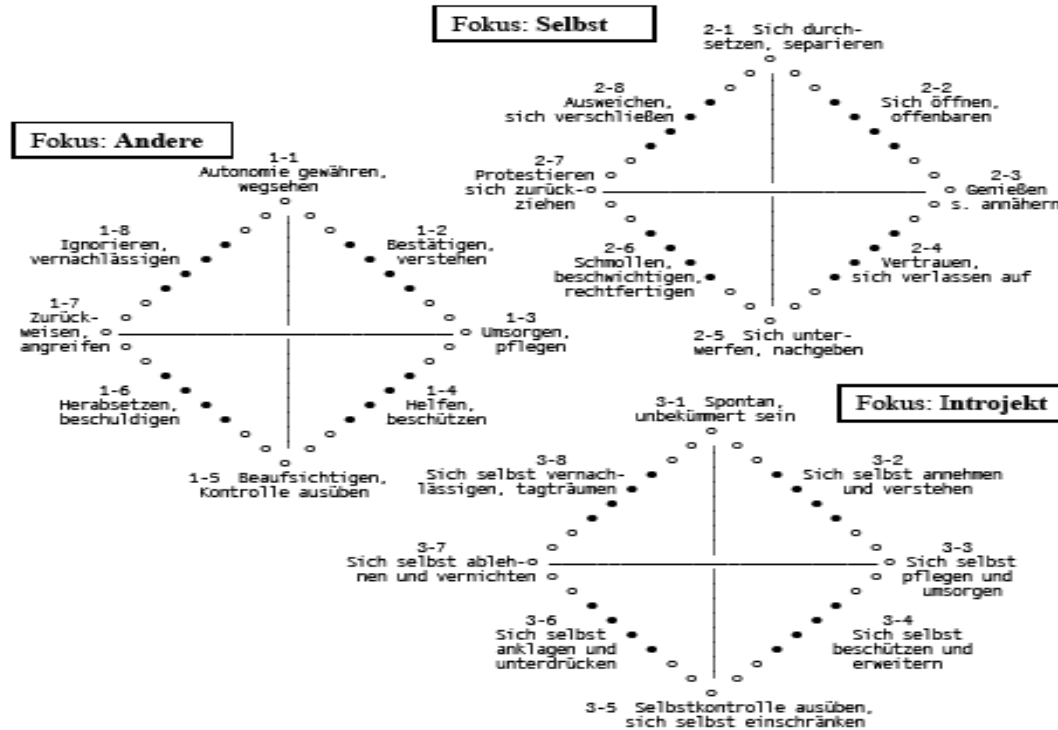 Fokus: Selbst
2-1 Sich durch-
setzen, separieren
2-8
Ausweichen,
sich verschließen
2-2
Sich öffnen,
offenbaren
2-7
Protestieren
sich zurück-
ziehen
2-3
Genießen
s. annähern
2-6
Schmollen,
beschwichtigen,
rechtfertigen
2-4
Vertrauen,
sich verlassen auf
2-5 Sich unter-
werfen, nachgeben
Fokus: Andere
1-1
Autonomie gewähren,
wegsehen
1-8
Ignorieren,
vernachlässigen
1-2
Bestätigen,
verstehen
1-7
Zurück-
weisen,
angreifen
1-3
Umsorgen,
pflegen
1-6
Herabsetzen,
beschuldigen
1-4
Helfen,
beschützen
1-5 Beaufsichtigen,
Kontrolle ausüben
Fokus: Introjekt
3-1 Spontan,
unbekümmert sein
3-8
Sich selbst vernach-
lässigen, tagträumen
3-2
Sich selbst annehmen
und verstehen
3-7
Sich selbst ableh-
nen und vernichten
3-3
Sich selbst
pflegen und
umsorgen
3-6
Sich selbst
anklagen und
unterdrücken
3-4
Sich selbst
beschützen und
erweitern
3-5 Selbstkontrolle ausüben,
sich selbst einschränken